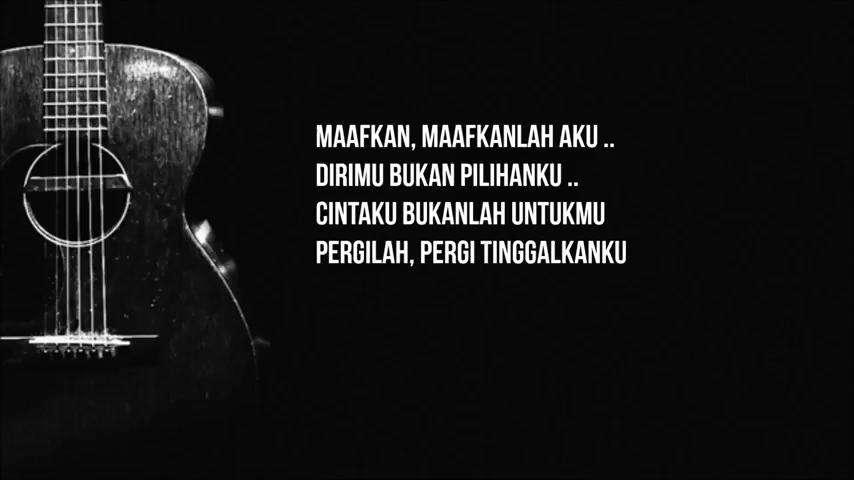 MAAFKAN, MAAFKANLAH AKU ..
DIRIMU BUKAN PILIHANKU ..
CINTAKU BUKANLAH UNTUKMU
PERGILAH, PERGI TINGGALKANKU